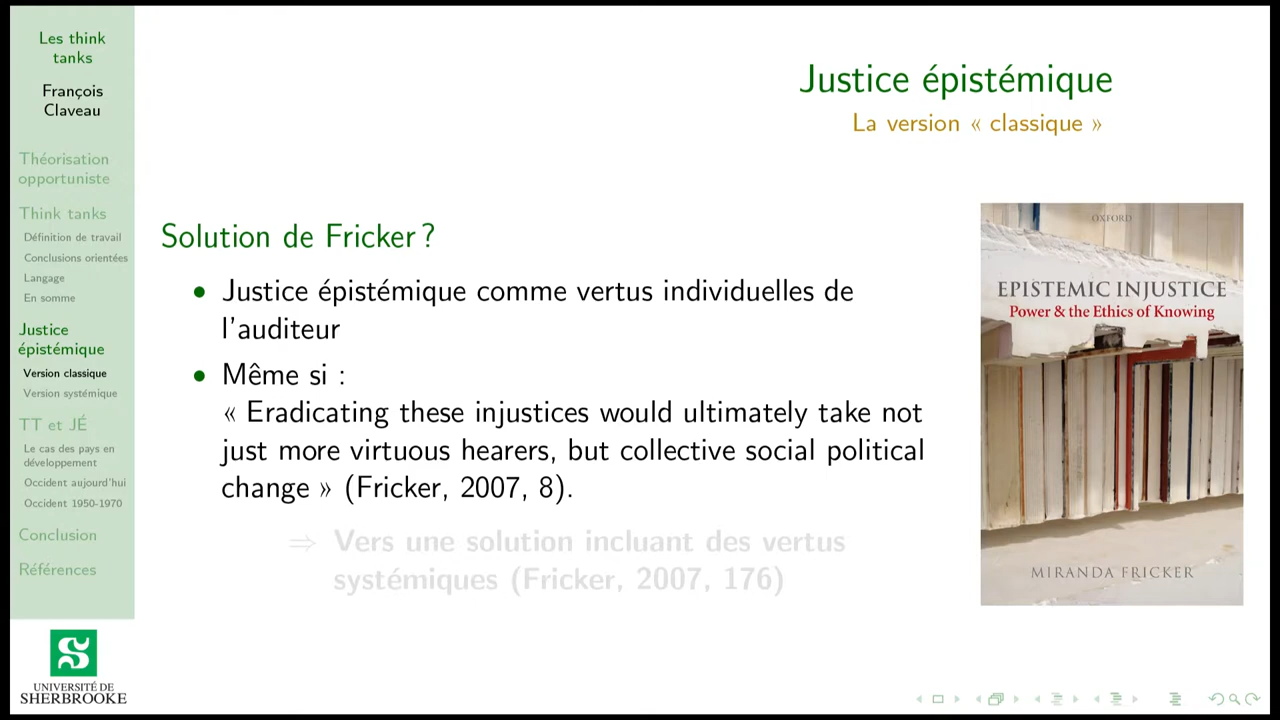 Les think
tanks
François
Claveau
Théorisation
opportuniste
Think tanks
Définition de travail
Conclusions orientées
Langage
En somme
Justice
épistémique
Version classique
Version systémique
TT et JÉ
Le cas des pays en
développement
Occident aujourd'hui
Occident 1950-1970
Conclusion
Références
UNIVERSITÉ DE
SHERBROOKE
Justice épistémique
La version « classique »
Solution de Fricker ?
• Justice épistémique comme vertus individuelles de
l'auditeur
• Même si :
« Eradicating these injustices would ultimately take not
just more virtuous hearers, but collective social political
change » (Fricker, 2007, 8).
⇒ Vers une solution incluant des vertus
systémiques (Fricker, 2007, 176)
OXFORD
EPISTEMIC INJUSTICE
Power & the Ethics of Knowing
MIRANDA FRICKER